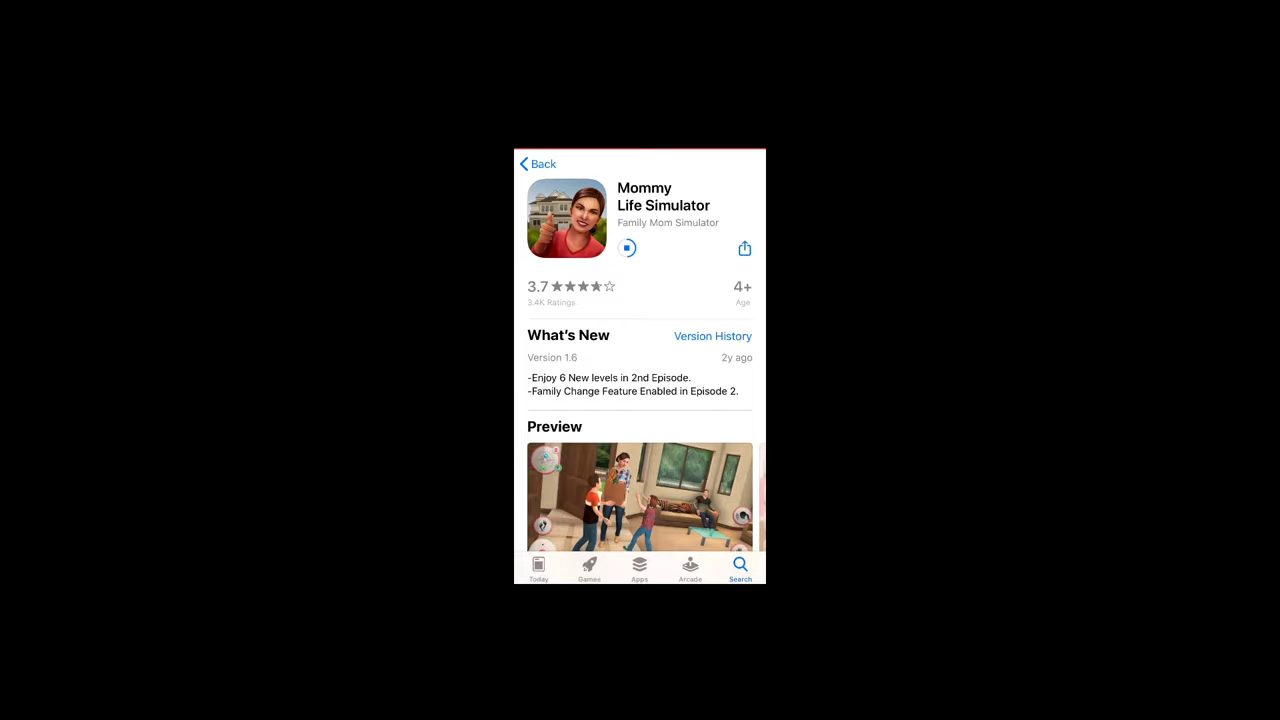 Back
Mommy
Life Simulator
Family Mom Simulator
3.7
4+
3.4K Ratings
Age
What's New
Version History
Version 1.6
2y ago
-Enjoy 6 New levels in 2nd Episode.
-Family Change Feature Enabled in Episode 2.
Preview
Today
Games
Apps
Arcade
Search